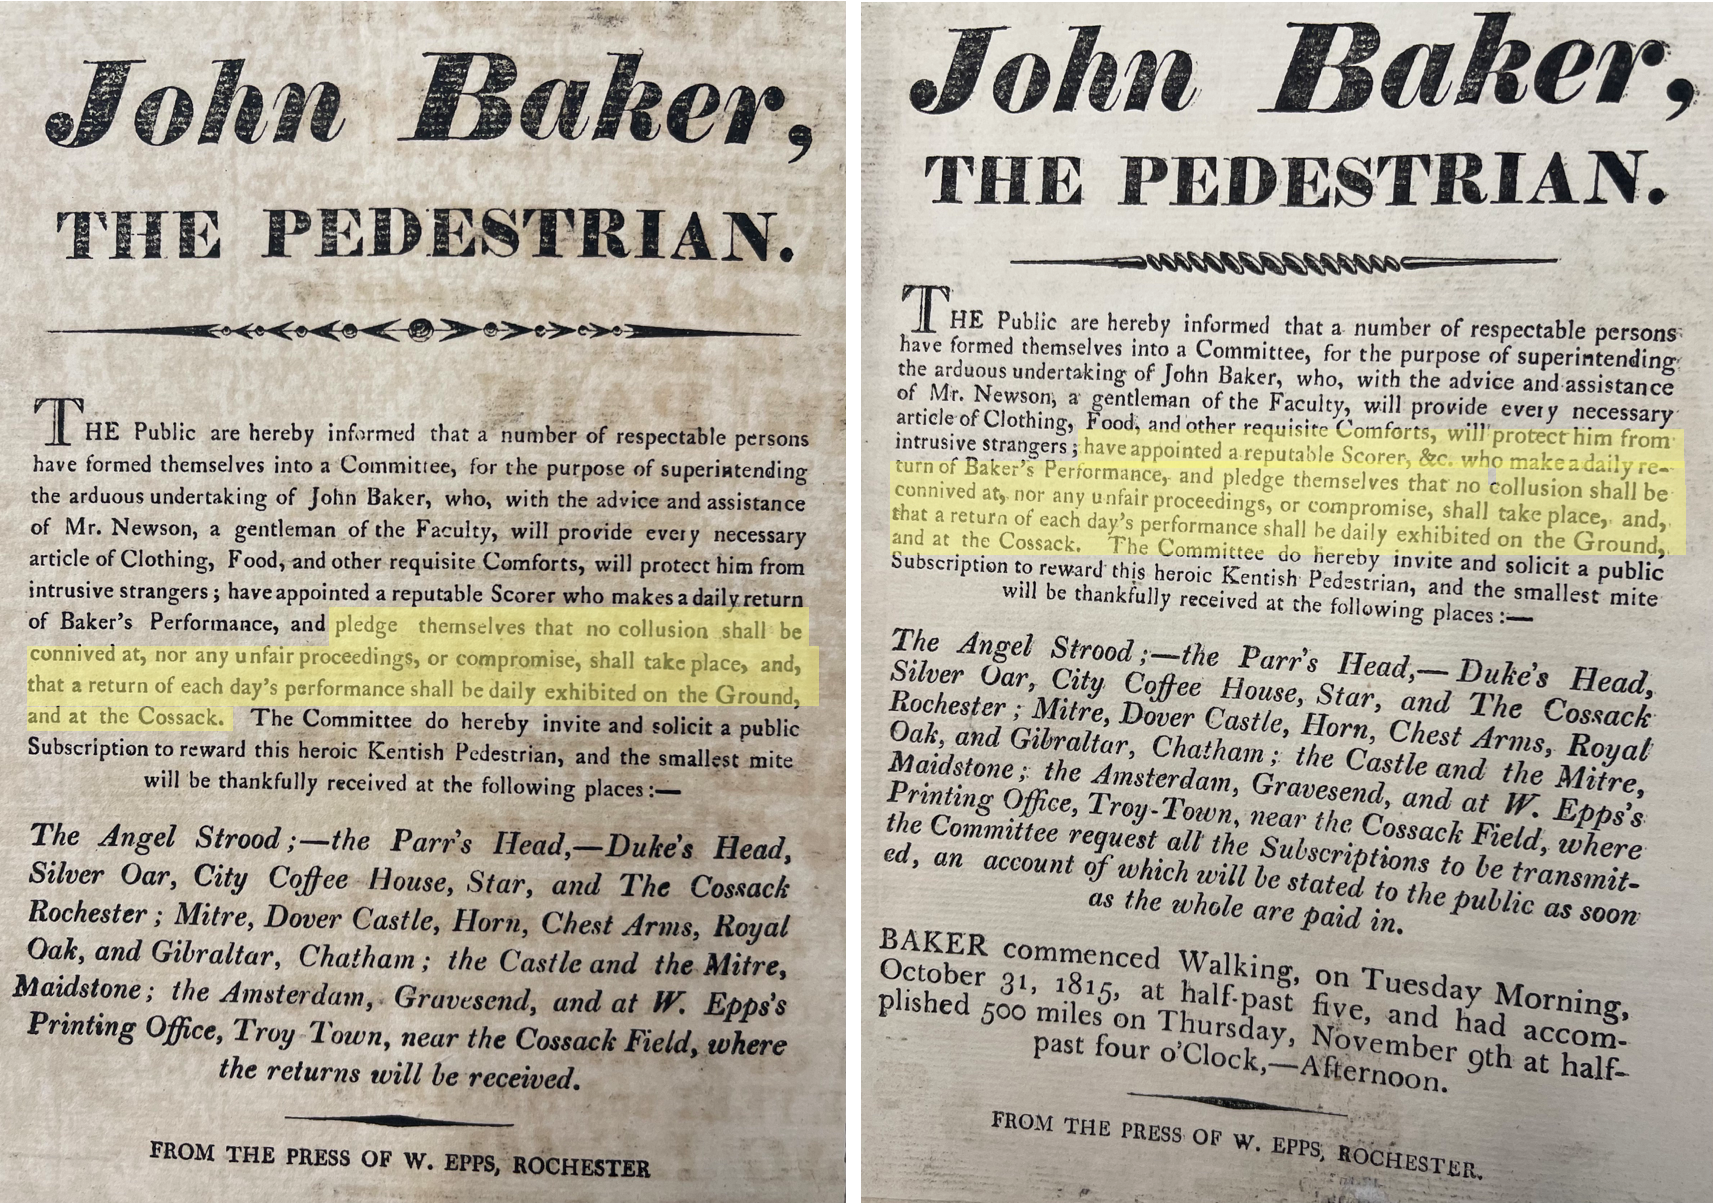 John Baker,
THE PEDESTRIAN.
THE Public are hereby informed that a number of respectable persons
have formed themselves into a Committee, for the purpose of superintending
the arduous undertaking of John Baker, who, with the advice and assistance
of Mr. Newson, a gentleman of the Faculty, will provide every necessary
article of Clothing, Food, and other requisite Comforts, will protect him from
intrusive strangers; have appointed a reputable Scorer who makes a daily return
of Baker's Performance, and pledge themselves that no collusion shall be
connived at, nor any unfair proceedings, or compromise, shall take place, and,
that a return of each day's performance shall be daily exhibited on the Ground,
and at the Cossack. The Committee do hereby invite and solicit a public
Subscription to reward this heroic Kentish Pedestrian, and the smallest mite
will be thankfully received at the following places:—
The Angel Strood;—the Parr's Head,—Duke's Head,
Silver Oar, City Coffee House, Star, and The Cossack
Rochester; Mitre, Dover Castle, Horn, Chest Arms, Royal
Oak, and Gibraltar, Chatham; the Castle and the Mitre,
Maidstone; the Amsterdam, Gravesend, and at W. Epps's
Printing Office, Troy Town, near the Cossack Field, where
the returns will be received.
FROM THE PRESS OF W. EPPS, ROCHESTER
John Baker,
THE PEDESTRIAN.
THE Public are hereby informed that a number of respectable persons
have formed themselves into a Committee, for the purpose of superintending
the arduous undertaking of John Baker, who, with the advice and assistance
of Mr. Newson, a gentleman of the Faculty, will provide every necessary
article of Clothing, Food, and other requisite Comforts, will protect him from
intrusive strangers; have appointed a reputable Scorer, &c. who make a daily re-
turn of Baker's Performance, and pledge themselves that no collusion shall be
connived at, nor any unfair proceedings, or compromise, shall take place, and,
that a return of each day's performance shall be daily exhibited on the Ground,
and at the Cossack. The Committee do hereby invite and solicit a public
Subscription to reward this heroic Kentish Pedestrian, and the smallest mite
will be thankfully received at the following places:—
The Angel Strood;—the Parr's Head,—Duke's Head,
Silver Oar, City Coffee House, Star, and The Cossack
Rochester; Mitre, Dover Castle, Horn, Chest Arms, Royal
Oak, and Gibraltar, Chatham; the Castle and the Mitre,
Maidstone; the Amsterdam, Gravesend, and at W. Epps's
Printing Office, Troy-Town, near the Cossack Field, where
the Committee request all the Subscriptions to be transmit-
ed, an account of which will be stated to the public as soon
as the whole are paid in.
BAKER commenced Walking, on Tuesday Morning,
October 31, 1815, at half-past five, and had accom-
plished 500 miles on Thursday, November 9th at half-
past four o'Clock,—Afternoon.
FROM THE PRESS OF W. EPPS, ROCHESTER.